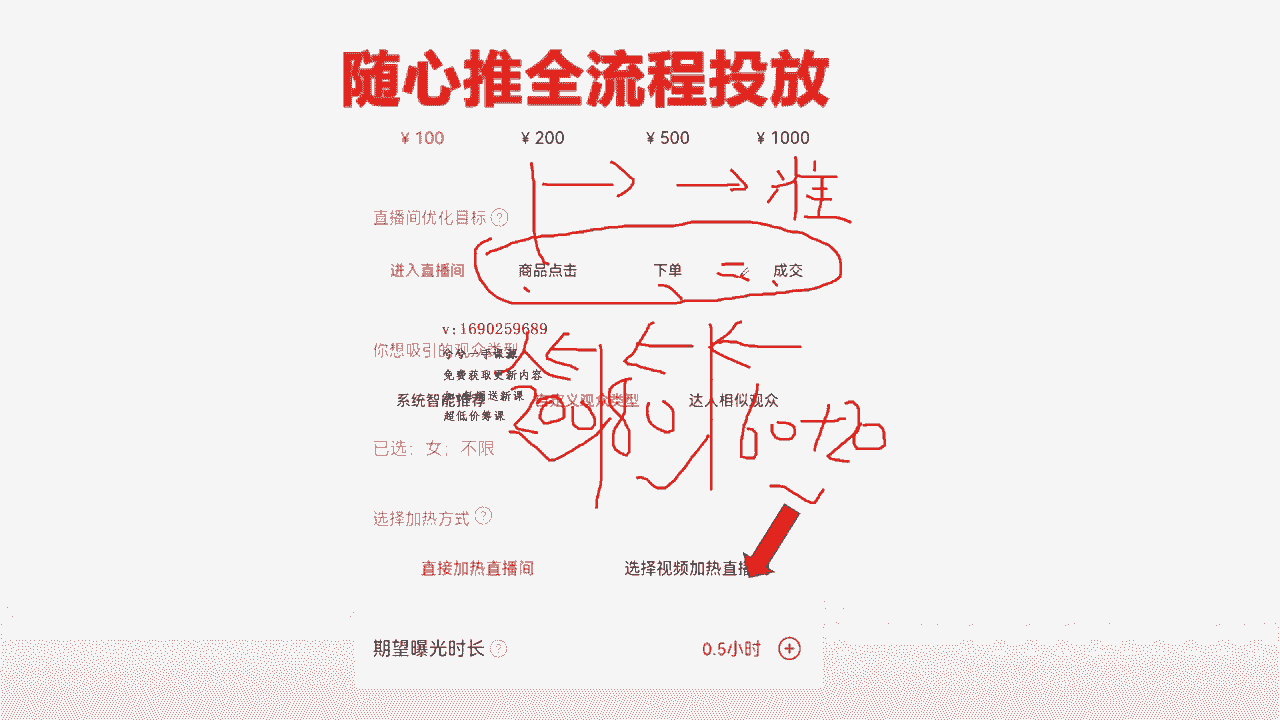 随心推全流程投放
¥ 100 ¥ 200 ¥ 500 ¥ 1000
准
直播间优化目标 ?
进入直播间 商品点击 下单 = 成交
v:1690259689
你想吸引的观众类型
一手课源
免费获取更新内容
系统智能推荐 自定义观众类型 达人相似观众
送新课
超低价筹课
200 80 60+20
已选：女；不限
选择加热方式 ?
直接加热直播间 选择视频加热直播
期望曝光时长 ? 0.5小时 +